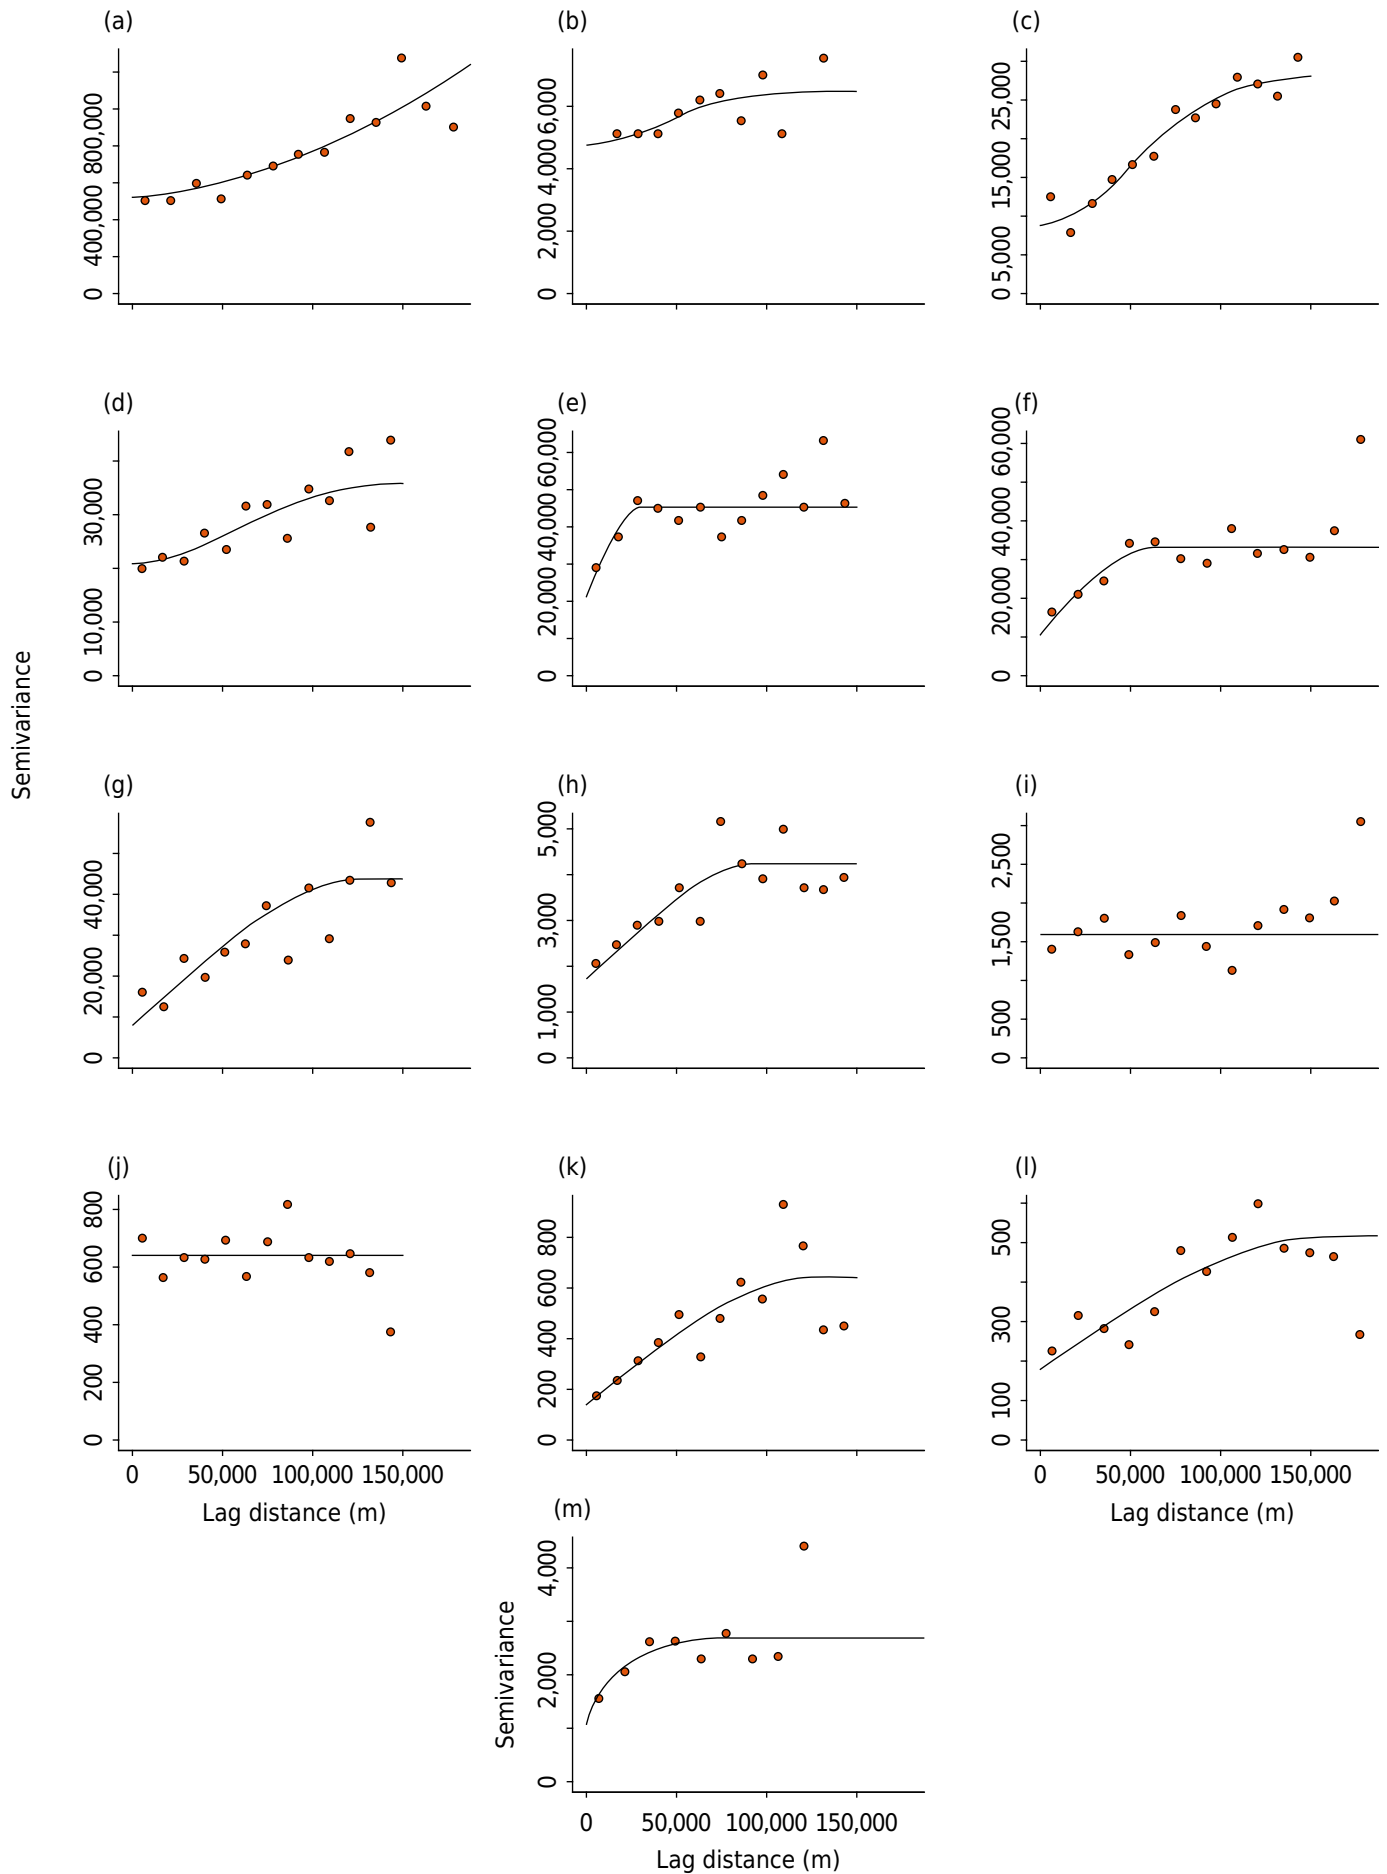 (a)
(b)
(c)
0 400,000 800,000
0 2,000 4,000 6,000
0 5,000 15,000 25,000
(d)
(e)
(f)
0 10,000 30,000
0 20,000 40,000 60,000
0 20,000 40,000 60,000
Semivariance
(g)
(h)
(i)
0 20,000 40,000
0 1,000 3,000 5,000
0 500 1,500 2,500
(j)
(k)
(l)
0 200 400 600 800
0 200 400 600 800
0 100 300 500
0 50,000 100,000 150,000
0 50,000 100,000 150,000
Lag distance (m)
Lag distance (m)
(m)
0 2,000 4,000
Semivariance
0 50,000 100,000 150,000
Lag distance (m)